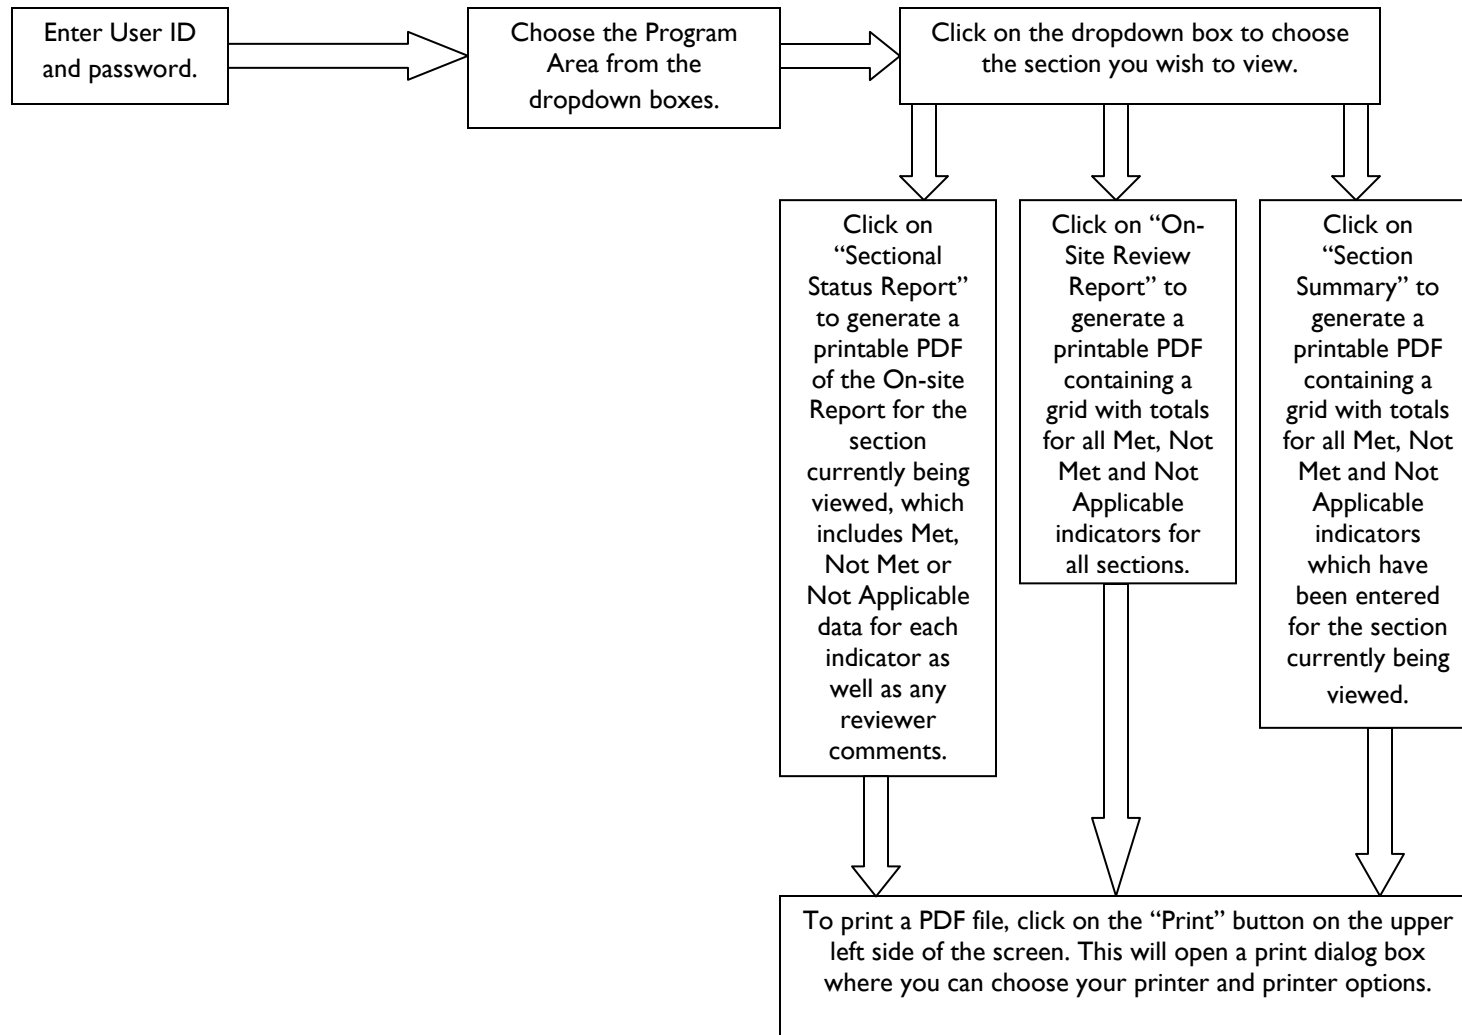 Enter User ID
and password.
Choose the Program
Area from the
dropdown boxes.
Click on the dropdown box to choose
the section you wish to view.
Click on
“Sectional
Status Report”
to generate a
printable PDF
of the On-site
Report for the
section
currently being
viewed, which
includes Met,
Not Met or
Not Applicable
data for each
indicator as
well as any
reviewer
comments.
Click on “On-
Site Review
Report” to
generate a
printable PDF
containing a
grid with totals
for all Met, Not
Met and Not
Applicable
indicators for
all sections.
Click on
“Section
Summary” to
generate a
printable PDF
containing a
grid with totals
for all Met, Not
Met and Not
Applicable
indicators
which have
been entered
for the section
currently being
viewed.
To print a PDF file, click on the “Print” button on the upper
left side of the screen. This will open a print dialog box
where you can choose your printer and printer options.